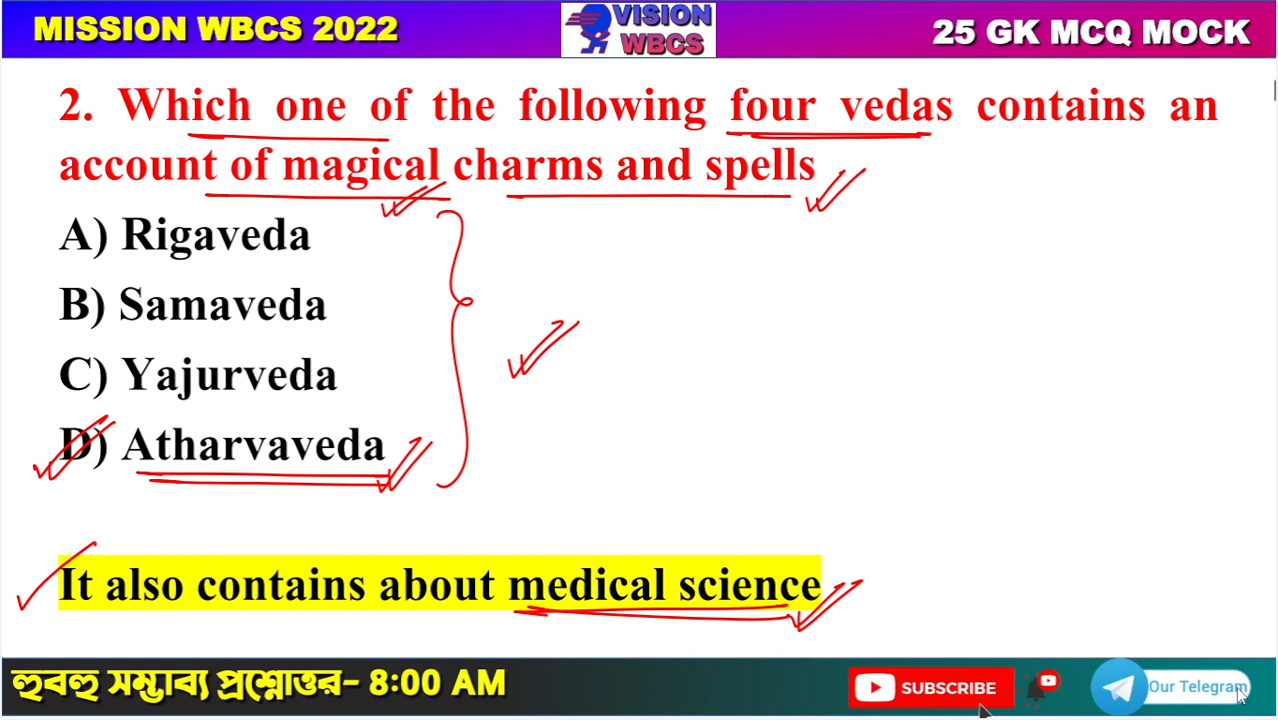 MISSION WBCS 2022
VISION
WBCS
25 GK MCQ MOCK
2. Which one of the following four vedas contains an
account of magical charms and spells
A) Rigaveda
B) Samaveda
C) Yajurveda
D) Atharvaveda
It also contains about medical science
হুবহু সম্ভাব্য প্রশ্নোত্তর- 8:00 AM
SUBSCRIBE
Our Telegram